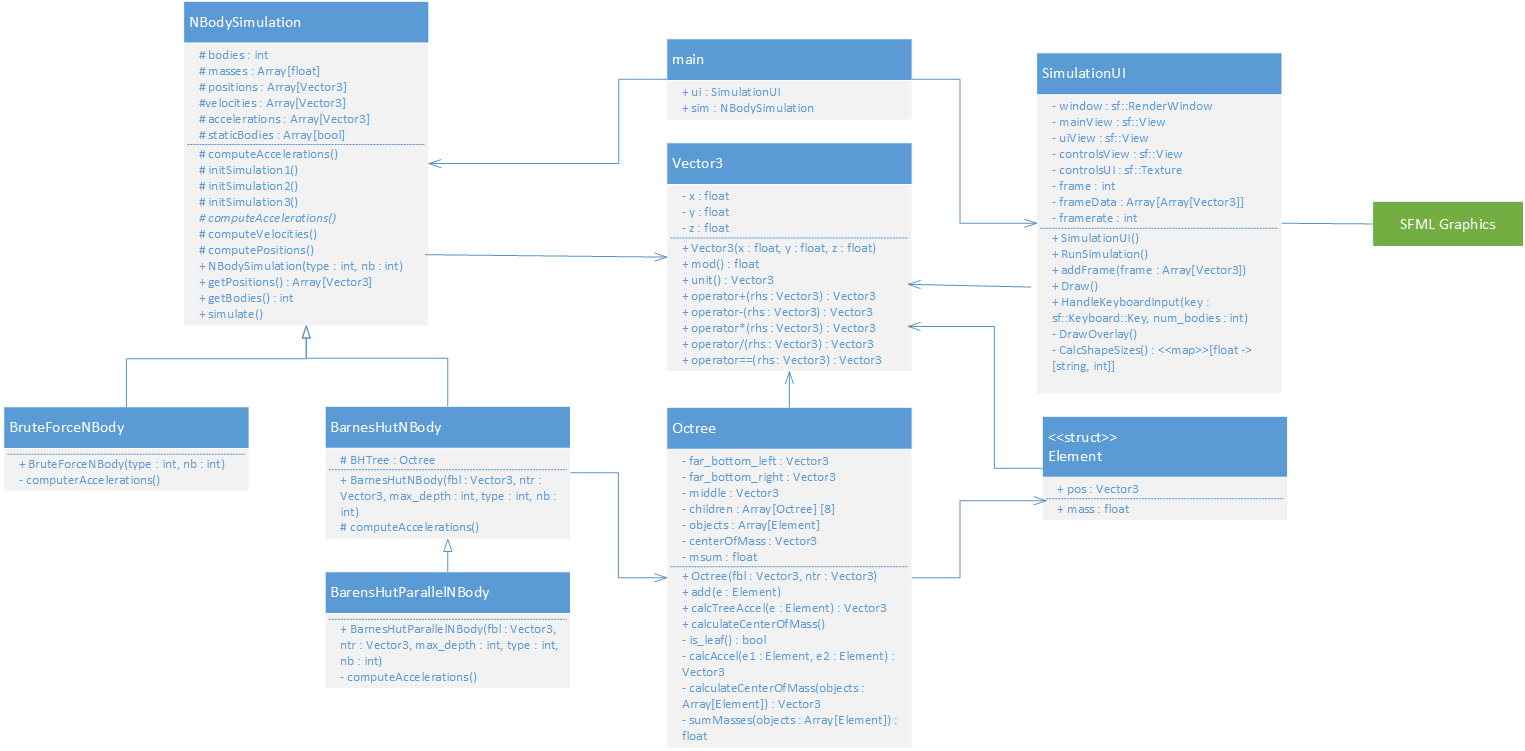 NBodySimulation
# bodies : int
# masses : Array[float]
# positions : Array[Vector3]
#velocities : Array[Vector3]
# accelerations : Array[Vector3]
# staticBodies : Array[bool]
# computeAccelerations()
# initSimulation1()
# initSimulation2()
# initSimulation3()
# computeAccelerations()
# computeVelocities()
# computePositions()
+ NBodySimulation(type : int, nb : int)
+ getPositions() : Array[Vector3]
+ getBodies() : int
+ simulate()
main
+ ui : SimulationUI
+ sim : NBodySimulation
Vector3
- x : float
- y : float
- z : float
+ Vector3(x : float, y : float, z : float)
+ mod() : float
+ unit() : Vector3
+ operator+(rhs : Vector3) : Vector3
+ operator-(rhs : Vector3) : Vector3
+ operator*(rhs : Vector3) : Vector3
+ operator/(rhs : Vector3) : Vector3
+ operator==(rhs : Vector3) : Vector3
SimulationUI
- window : sf::RenderWindow
- mainView : sf::View
- uiView : sf::View
- controlsView : sf::View
- controlsUI : sf::Texture
- frame : int
- frameData : Array[Array[Vector3]]
- framerate : int
+ SimulationUI()
+ RunSimulation()
+ addFrame(frame : Array[Vector3])
+ Draw()
+ HandleKeyboardInput(key :
sf::Keyboard::Key, num_bodies : int)
- DrawOverlay()
- CalcShapeSizes() : <<map>>[float ->
[string, int]]
SFML Graphics
BruteForceNBody
+ BruteForceNBody(type : int, nb : int)
- computerAccelerations()
BarnesHutNBody
# BHTree : Octree
+ BarnesHutNBody(fbl : Vector3, ntr :
Vector3, max_depth : int, type : int, nb :
int)
# computeAccelerations()
BarensHutParallelNBody
+ BarnesHutParallelNBody(fbl : Vector3,
ntr : Vector3, max_depth : int, type : int,
nb : int)
- computeAccelerations()
Octree
- far_bottom_left : Vector3
- far_bottom_right : Vector3
- middle : Vector3
- children : Array[Octree] [8]
- objects : Array[Element]
- centerOfMass : Vector3
- msum : float
+ Octree(fbl : Vector3, ntr : Vector3)
+ add(e : Element)
+ calcTreeAccel(e : Element) : Vector3
+ calculateCenterOfMass()
- is_leaf() : bool
- calcAccel(e1 : Element, e2 : Element) :
Vector3
- calculateCenterOfMass(objects :
Array[Element]) : Vector3
- sumMasses(objects : Array[Element]) :
float
<<struct>>
Element
+ pos : Vector3
+ mass : float